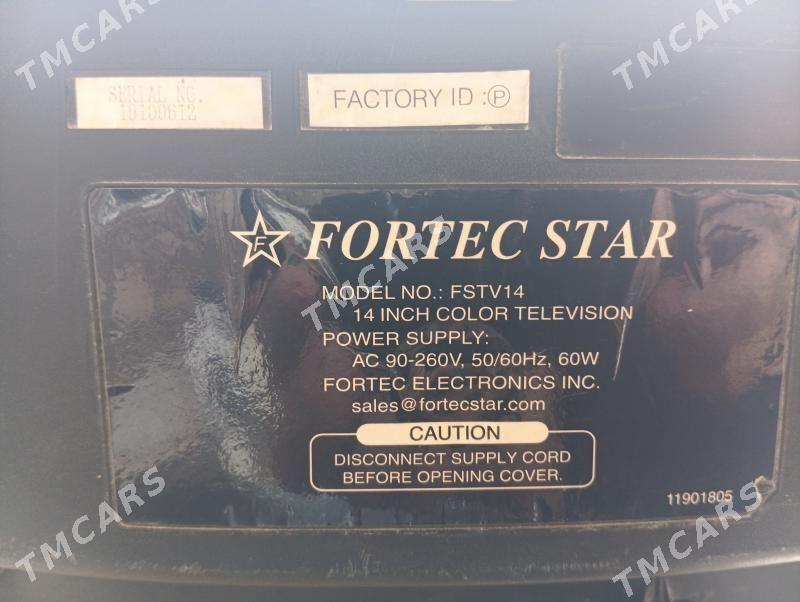 SERIAL NO.
10100612
FACTORY ID :Ⓟ
F
FORTEC STAR
MODEL NO.: FSTV14
14 INCH COLOR TELEVISION
POWER SUPPLY:
AC 90-260V, 50/60Hz, 60W
FORTEC ELECTRONICS INC.
sales@fortecstar.com
CAUTION
DISCONNECT SUPPLY CORD
BEFORE OPENING COVER.
11901805
TMCARS
TMCARS
TMCARS
TMCARS
TMCARS
TMCARS